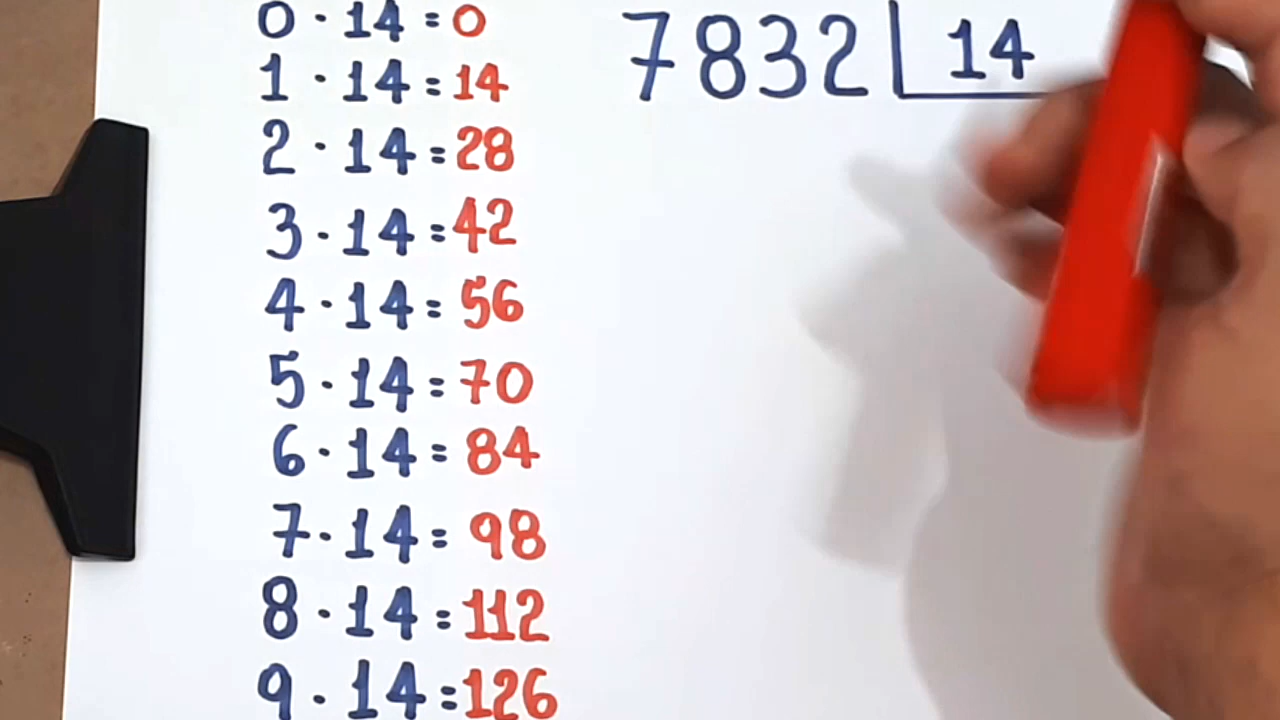 0 · 14 = 0
1 · 14 = 14
2 · 14 = 28
3 · 14 = 42
4 · 14 = 56
5 · 14 = 70
6 · 14 = 84
7 · 14 = 98
8 · 14 = 112
9 · 14 = 126
7832 14